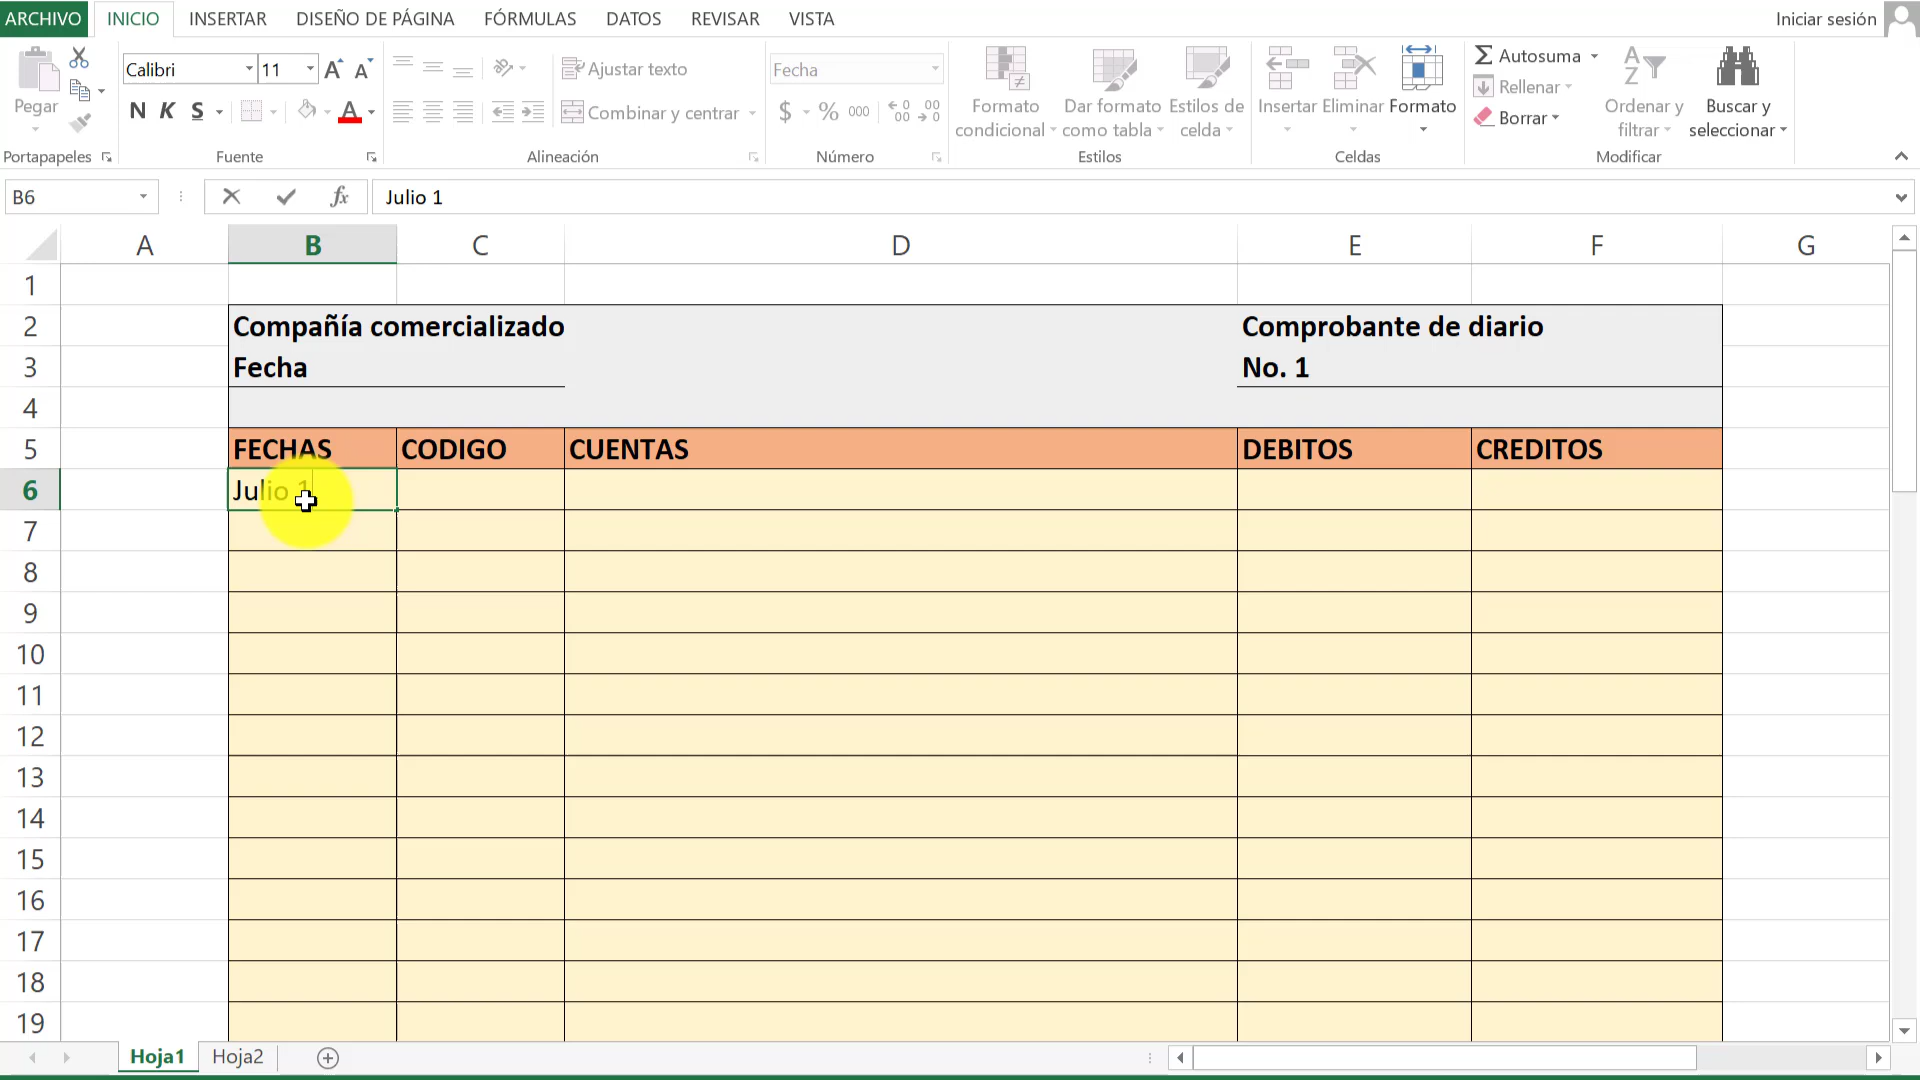 ARCHIVO INICIO INSERTAR DISEÑO DE PÁGINA FÓRMULAS DATOS REVISAR VISTA Iniciar sesión
Pegar
Portapapeles
Calibri 11
N K S A
Fuente
Ajustar texto
Combinar y centrar
Alineación
Fecha
$ % 000
Número
Formato condicional
Dar formato como tabla
Estilos de celda
Estilos
Insertar Eliminar Formato
Celdas
Autosuma
Rellenar
Borrar
Ordenar y filtrar
Buscar y seleccionar
Modificar
B6 fx Julio 1
A B C D E F G
1
2 Compañía comercializado Comprobante de diario
3 Fecha No. 1
4
5 FECHAS CODIGO CUENTAS DEBITOS CREDITOS
6 Julio 1
7
8
9
10
11
12
13
14
15
16
17
18
19
Hoja1 Hoja2